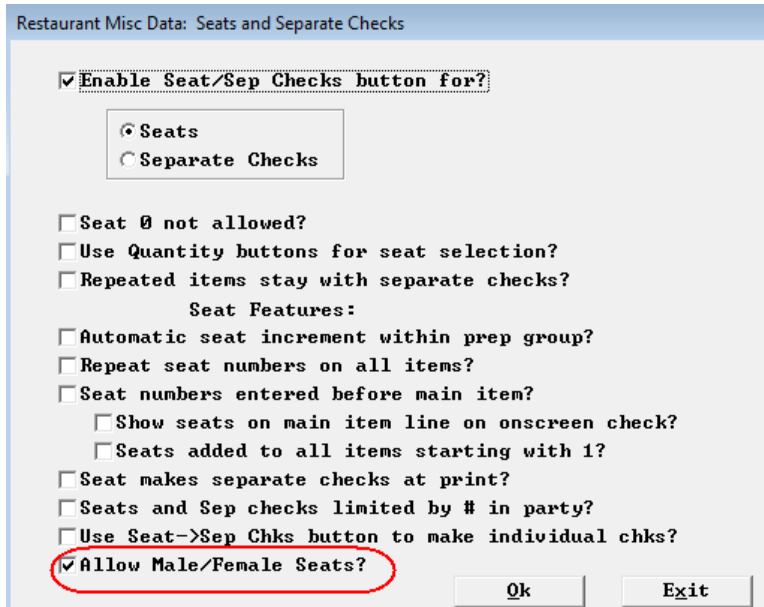 Restaurant Misc Data: Seats and Separate Checks
Enable Seat/Sep Checks button for?
Seats
Separate Checks
Seat 0 not allowed?
Use Quantity buttons for seat selection?
Repeated items stay with separate checks?
Seat Features:
Automatic seat increment within prep group?
Repeat seat numbers on all items?
Seat numbers entered before main item?
Show seats on main item line on onscreen check?
Seats added to all items starting with 1?
Seat makes separate checks at print?
Seats and Sep checks limited by # in party?
Use Seat->Sep Chks button to make individual chks?
Allow Male/Female Seats?
Ok Exit